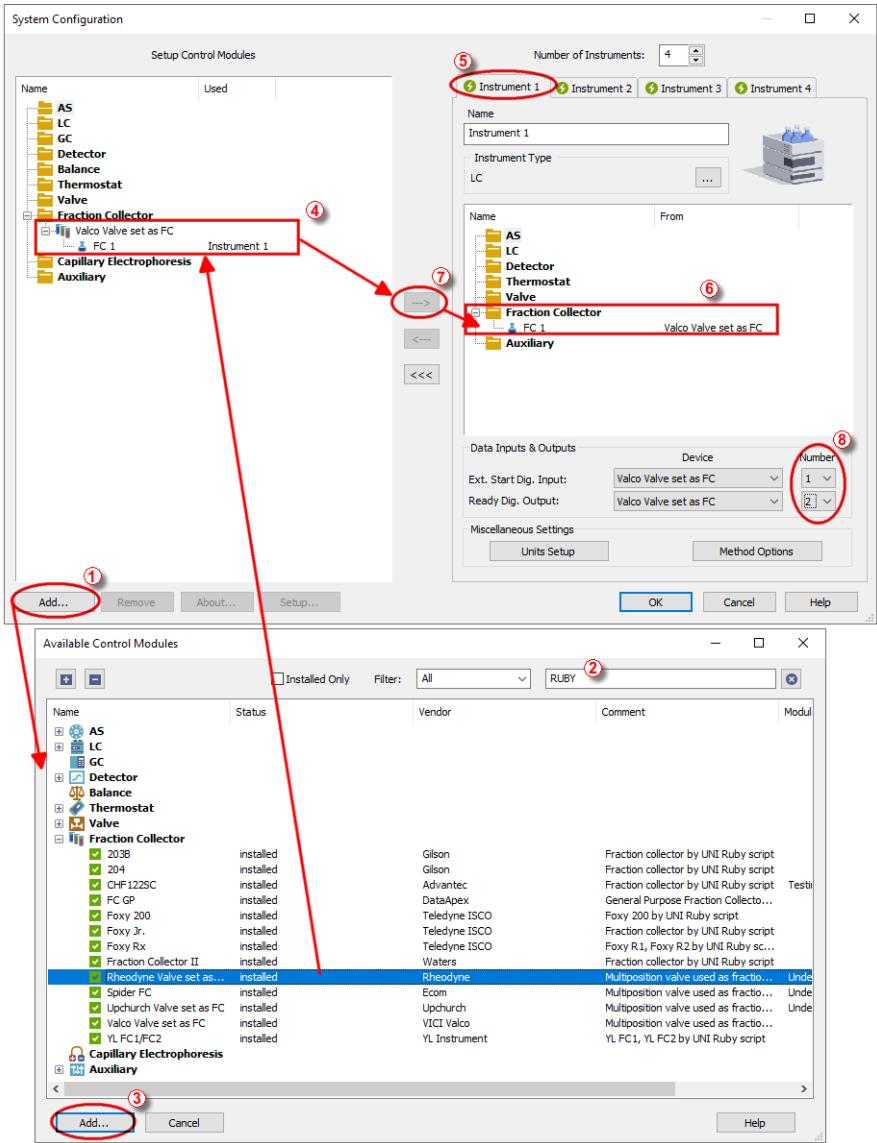 System Configuration
Setup Control Modules
Name Used
AS
LC
GC
Detector
Balance
Thermostat
Valve
Fraction Collector
Valco Valve set as FC
FC 1 Instrument 1
Capillary Electrophoresis
Auxiliary
4
7
--->
<---
<<<
1
Add... Remove About... Setup...
Number of Instruments: 4
5
Instrument 1 Instrument 2 Instrument 3 Instrument 4
Name
Instrument 1
Instrument Type
LC ...
Name From
AS
LC
Detector
Thermostat
Valve
6
Fraction Collector
FC 1 Valco Valve set as FC
Auxiliary
8
Data Inputs & Outputs
Device Number
Ext. Start Dig. Input: Valco Valve set as FC 1
Ready Dig. Output: Valco Valve set as FC 2
Miscellaneous Settings
Units Setup Method Options
OK Cancel Help
Available Control Modules
Installed Only Filter: All RUBY
2
Name Status Vendor Comment Modul
AS
LC
GC
Detector
Balance
Thermostat
Valve
Fraction Collector
203B installed Gilson Fraction collector by UNI Ruby script
204 installed Gilson Fraction collector by UNI Ruby script
CHF122SC installed Advantec Fraction collector by UNI Ruby script Testi
FC GP installed DataApex General Purpose Fraction Collecto...
Foxy 200 installed Teledyne ISCO Foxy 200 by UNI Ruby script
Foxy Jr. installed Teledyne ISCO Fraction collector by UNI Ruby script
Foxy Rx installed Teledyne ISCO Foxy R1, Foxy R2 by UNI Ruby sc...
Fraction Collector II installed Waters Fraction collector by UNI Ruby script
Rheodyne Valve set as... installed Rheodyne Multiposition valve used as fractio... Unde
Spider FC installed Ecom Multiposition valve used as fractio... Unde
Upchurch Valve set as FC installed Upchurch Multiposition valve used as fractio... Unde
Valco Valve set as FC installed VICI Valco Multiposition valve used as fractio...
YL FC1/FC2 installed YL Instrument YL FC1, YL FC2 by UNI Ruby script
Capillary Electrophoresis
Auxiliary
3
Add... Cancel Help